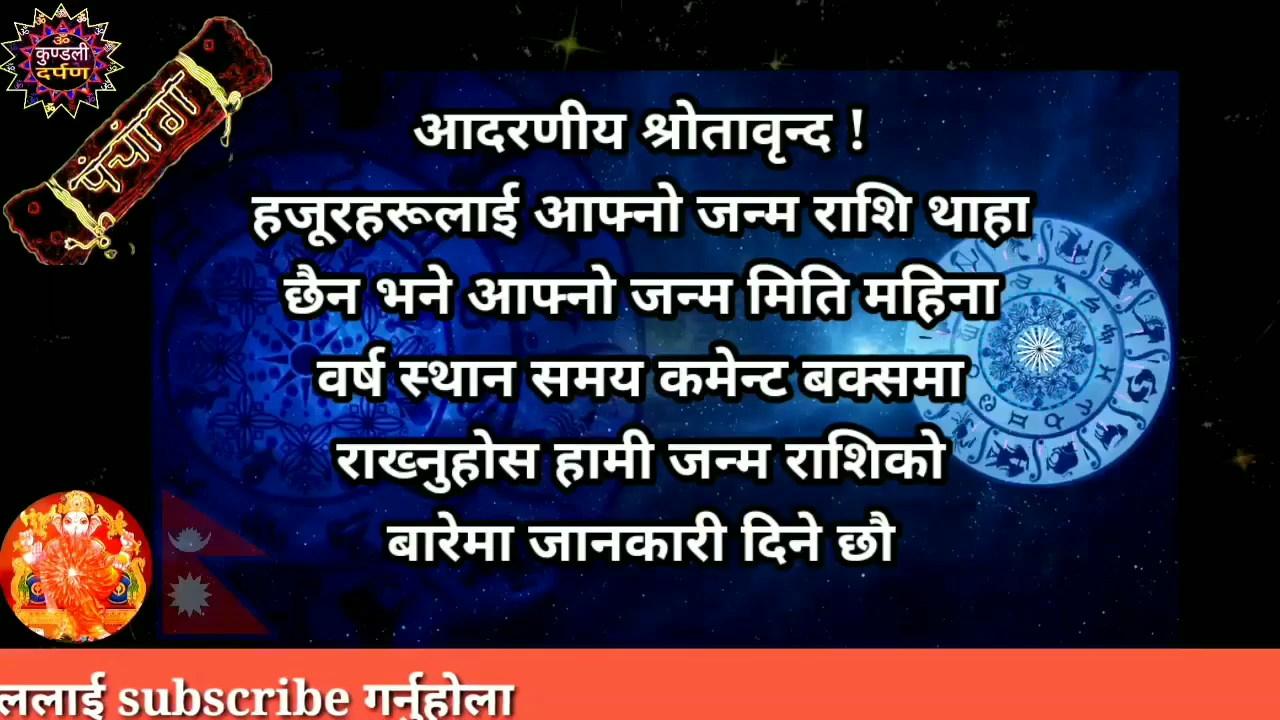 ॐ
कुण्डली
दर्पण
पंचांग
आदरणीय श्रोतावृन्द !
हजूरहरूलाई आफ्नो जन्म राशि थाहा
छैन भने आफ्नो जन्म मिति महिना
वर्ष स्थान समय कमेन्ट बक्समा
राख्नुहोस हामी जन्म राशिको
बारेमा जानकारी दिने छौ
ललाई subscribe गर्नुहोला